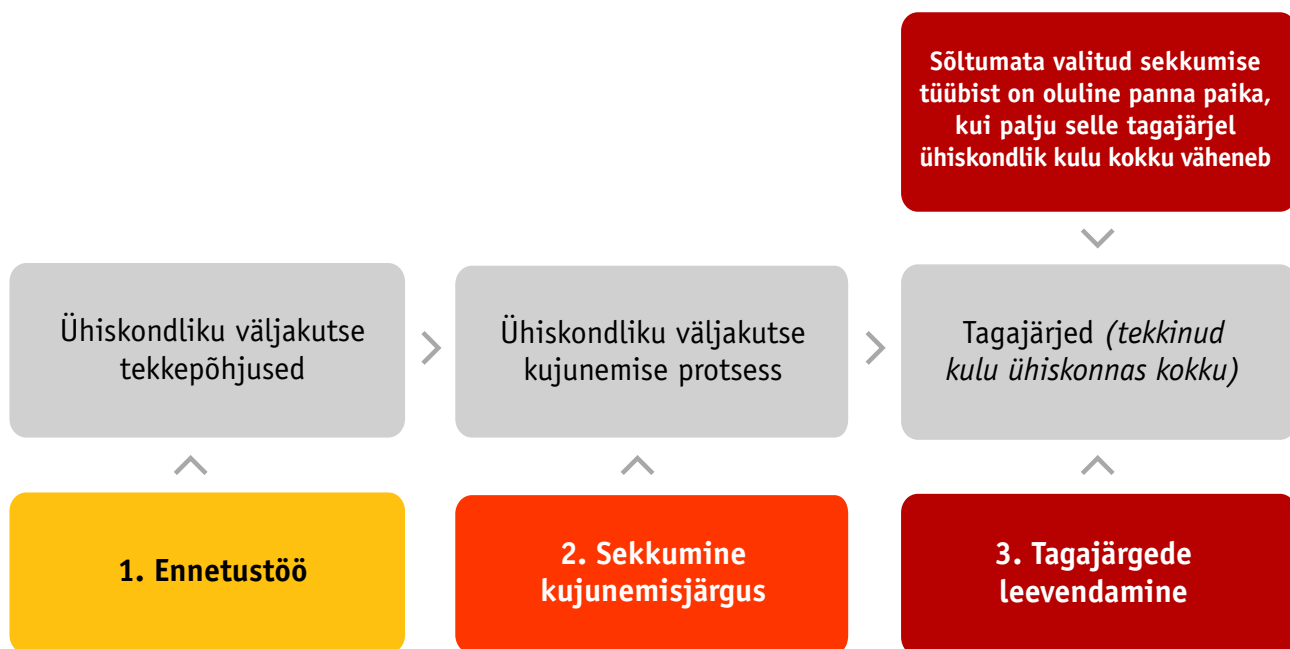 Sõltumata valitud sekkumise
tüübist on oluline panna paika,
kui palju selle tagajärjel
ühiskondlik kulu kokku väheneb
Ühiskondliku väljakutse
tekkepõhjused
Ühiskondliku väljakutse
kujunemise protsess
Tagajärjed (tekkinud
kulu ühiskonnas kokku)
1. Ennetustöö
2. Sekkumine
kujunemisjärgus
3. Tagajärgede
leevendamine